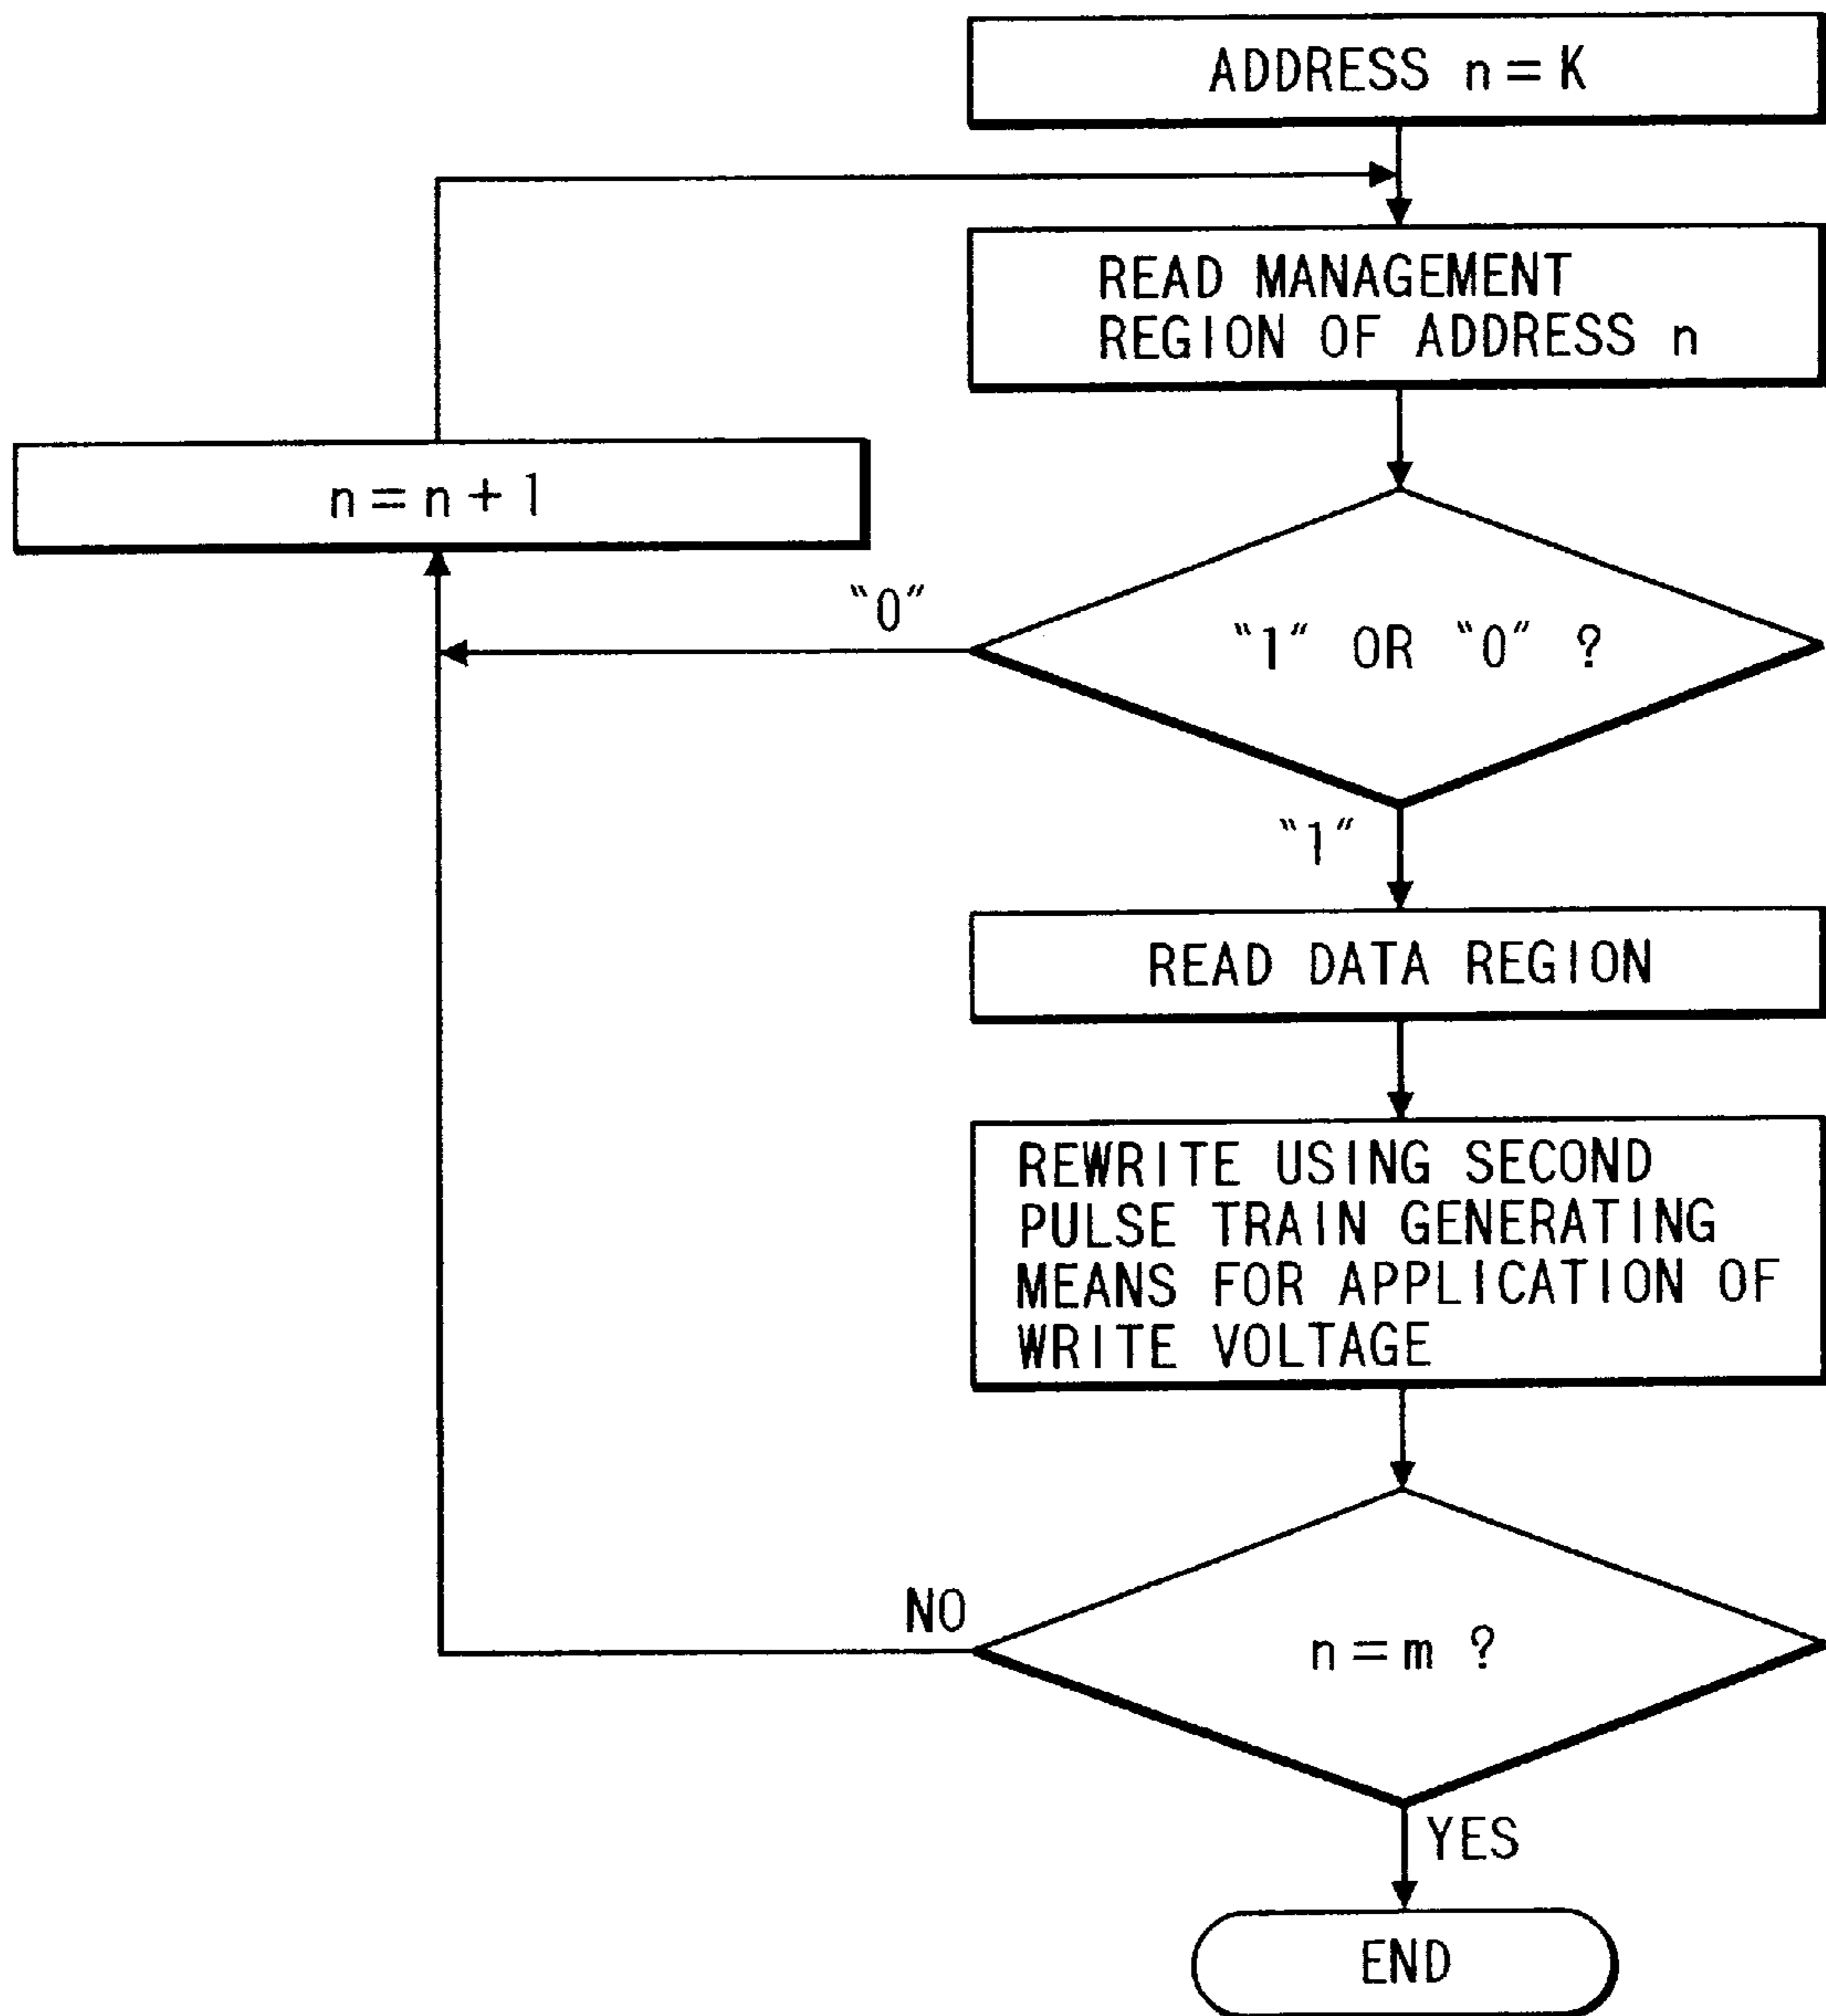 ADDRESS n = K
READ MANAGEMENT
REGION OF ADDRESS n
n = n + 1
"0"
"1" OR "0" ?
"1"
READ DATA REGION
REWRITE USING SECOND
PULSE TRAIN GENERATING
MEANS FOR APPLICATION OF
WRITE VOLTAGE
NO
n = m ?
YES
END